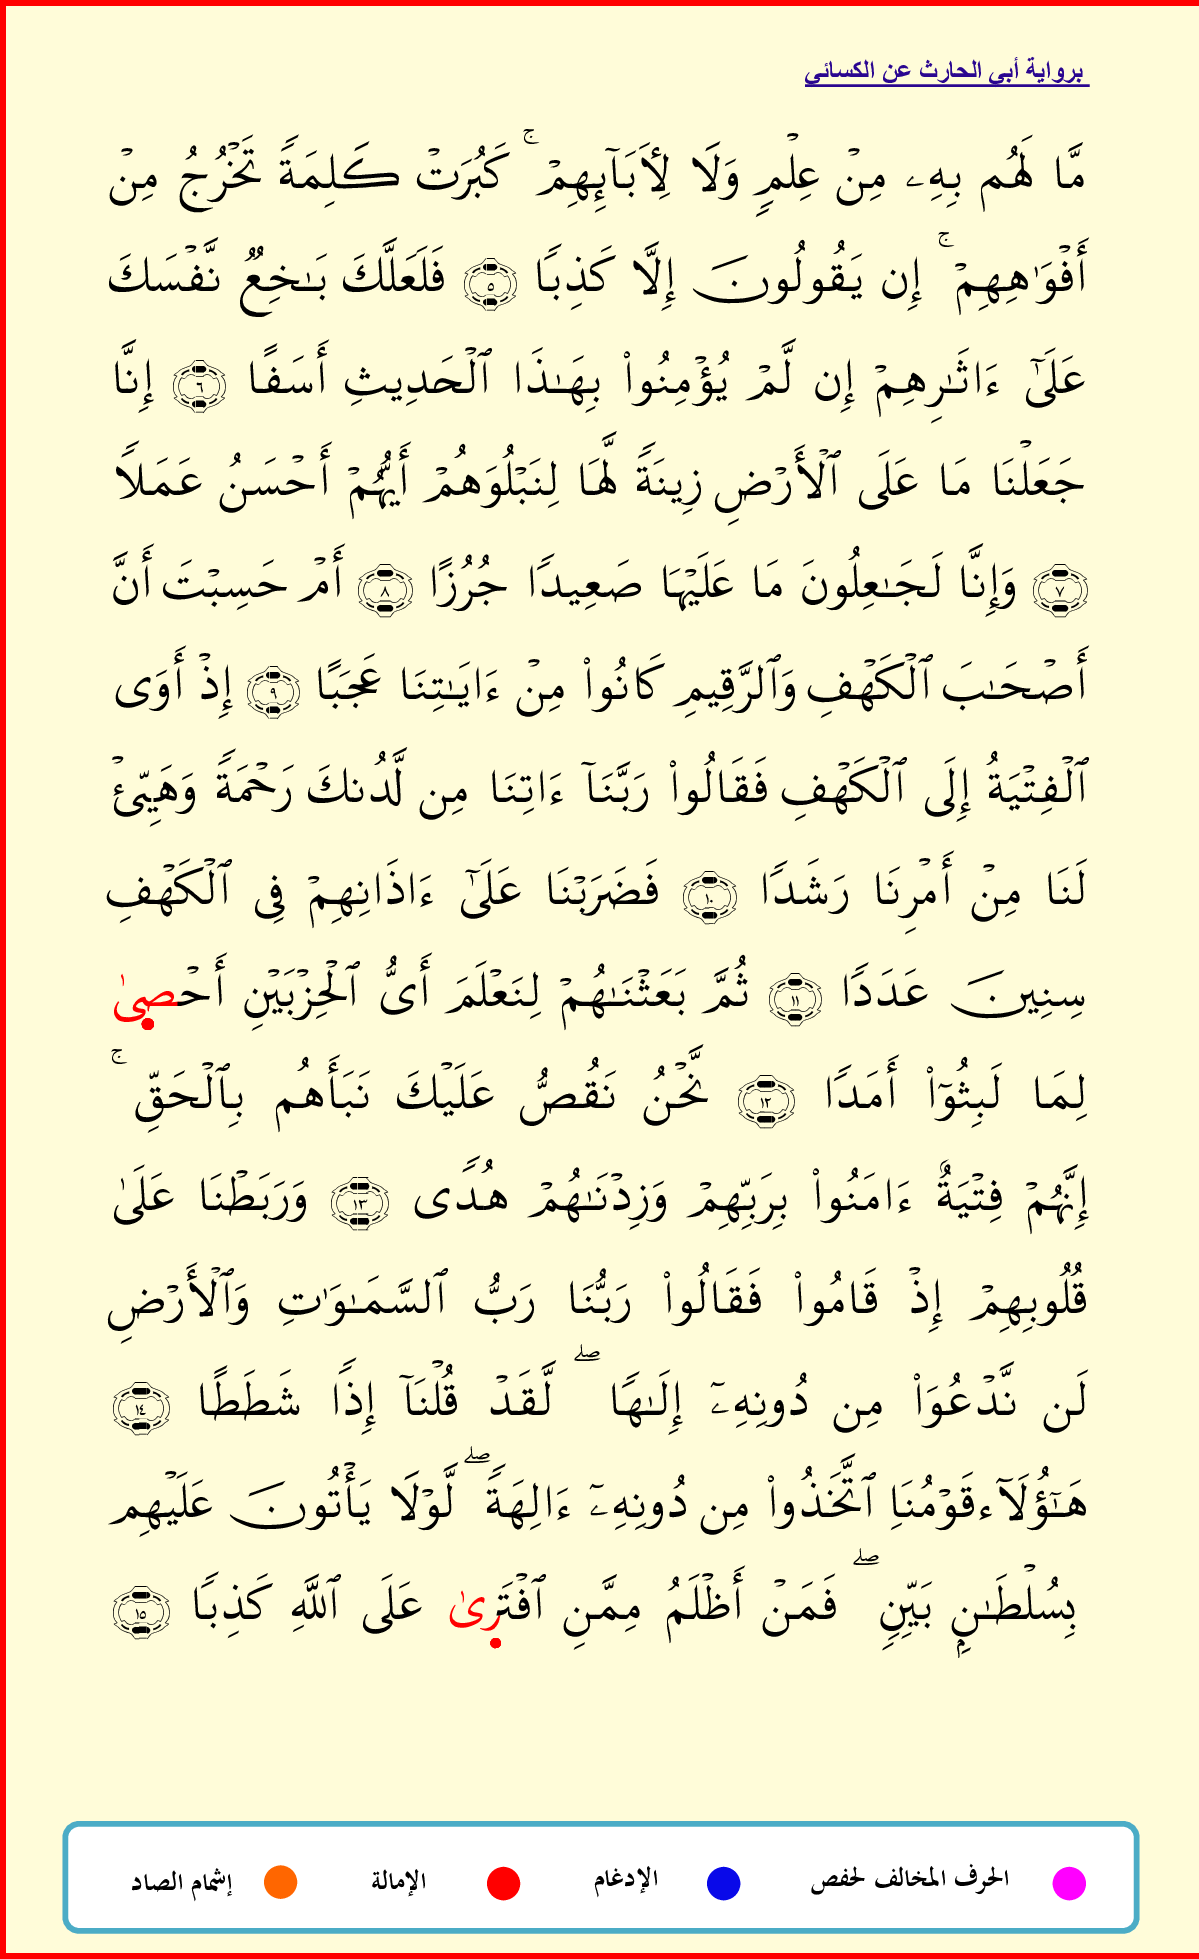 برواية أبي الحارث عن الكسائي
مَّا لَهُم بِهِۦ مِنۡ عِلۡمٖ وَلَا لِأٓبَآئِهِمۡۚ كَبُرَتۡ كَلِمَةٗ تَخۡرُجُ مِنۡ
أَفۡوَٰهِهِمۡۚ إِن يَقُولُونَ إِلَّا كَذِبٗا ٥ فَلَعَلَّكَ بَٰخِعٞ نَّفۡسَكَ
عَلَىٰٓ ءَاثَٰرِهِمۡ إِن لَّمۡ يُؤۡمِنُواْ بِهَٰذَا ٱلۡحَدِيثِ أَسَفًا ٦ إِنَّا
جَعَلۡنَا مَا عَلَى ٱلۡأَرۡضِ زِينَةٗ لَّهَا لِنَبۡلُوَهُمۡ أَيُّهُمۡ أَحۡسَنُ عَمَلٗا
٧ وَإِنَّا لَجَٰعِلُونَ مَا عَلَيۡهَا صَعِيدٗا جُرُزًا ٨ أَمۡ حَسِبۡتَ أَنَّ
أَصۡحَٰبَ ٱلۡكَهۡفِ وَٱلرَّقِيمِ كَانُواْ مِنۡ ءَايَٰتِنَا عَجَبًا ٩ إِذۡ أَوَى
ٱلۡفِتۡيَةُ إِلَى ٱلۡكَهۡفِ فَقَالُواْ رَبَّنَآ ءَاتِنَا مِن لَّدُنكَ رَحۡمَةٗ وَهَيِّئۡ
لَنَا مِنۡ أَمۡرِنَا رَشَدٗا ١٠ فَضَرَبۡنَا عَلَىٰٓ ءَاذَانِهِمۡ فِي ٱلۡكَهۡفِ
سِنِينَ عَدَدٗا ١١ ثُمَّ بَعَثۡنَٰهُمۡ لِنَعۡلَمَ أَيُّ ٱلۡحِزۡبَيۡنِ أَحۡصِىٰ
لِمَا لَبِثُوٓاْ أَمَدٗا ١٢ نَّحۡنُ نَقُصُّ عَلَيۡكَ نَبَأَهُم بِٱلۡحَقِّۚ
إِنَّهُمۡ فِتۡيَةٌ ءَامَنُواْ بِرَبِّهِمۡ وَزِدۡنَٰهُمۡ هُدٗى ١٣ وَرَبَطۡنَا عَلَىٰ
قُلُوبِهِمۡ إِذۡ قَامُواْ فَقَالُواْ رَبُّنَا رَبُّ ٱلسَّمَٰوَٰتِ وَٱلۡأَرۡضِ
لَن نَّدۡعُوَاْ مِن دُونِهِۦٓ إِلَٰهٗاۖ لَّقَدۡ قُلۡنَآ إِذٗا شَطَطًا ١٤
هَٰٓؤُلَآءِ قَوۡمُنَا ٱتَّخَذُواْ مِن دُونِهِۦٓ ءَالِهَةٗۖ لَّوۡلَا يَأۡتُونَ عَلَيۡهِم
بِسُلۡطَٰنِۭ بَيِّنٖۖ فَمَنۡ أَظۡلَمُ مِمَّنِ ٱفۡتَرِىٰ عَلَى ٱللَّهِ كَذِبٗا ١٥
الحرف المخالف لحفص الإدغام الإمالة إشمام الصاد